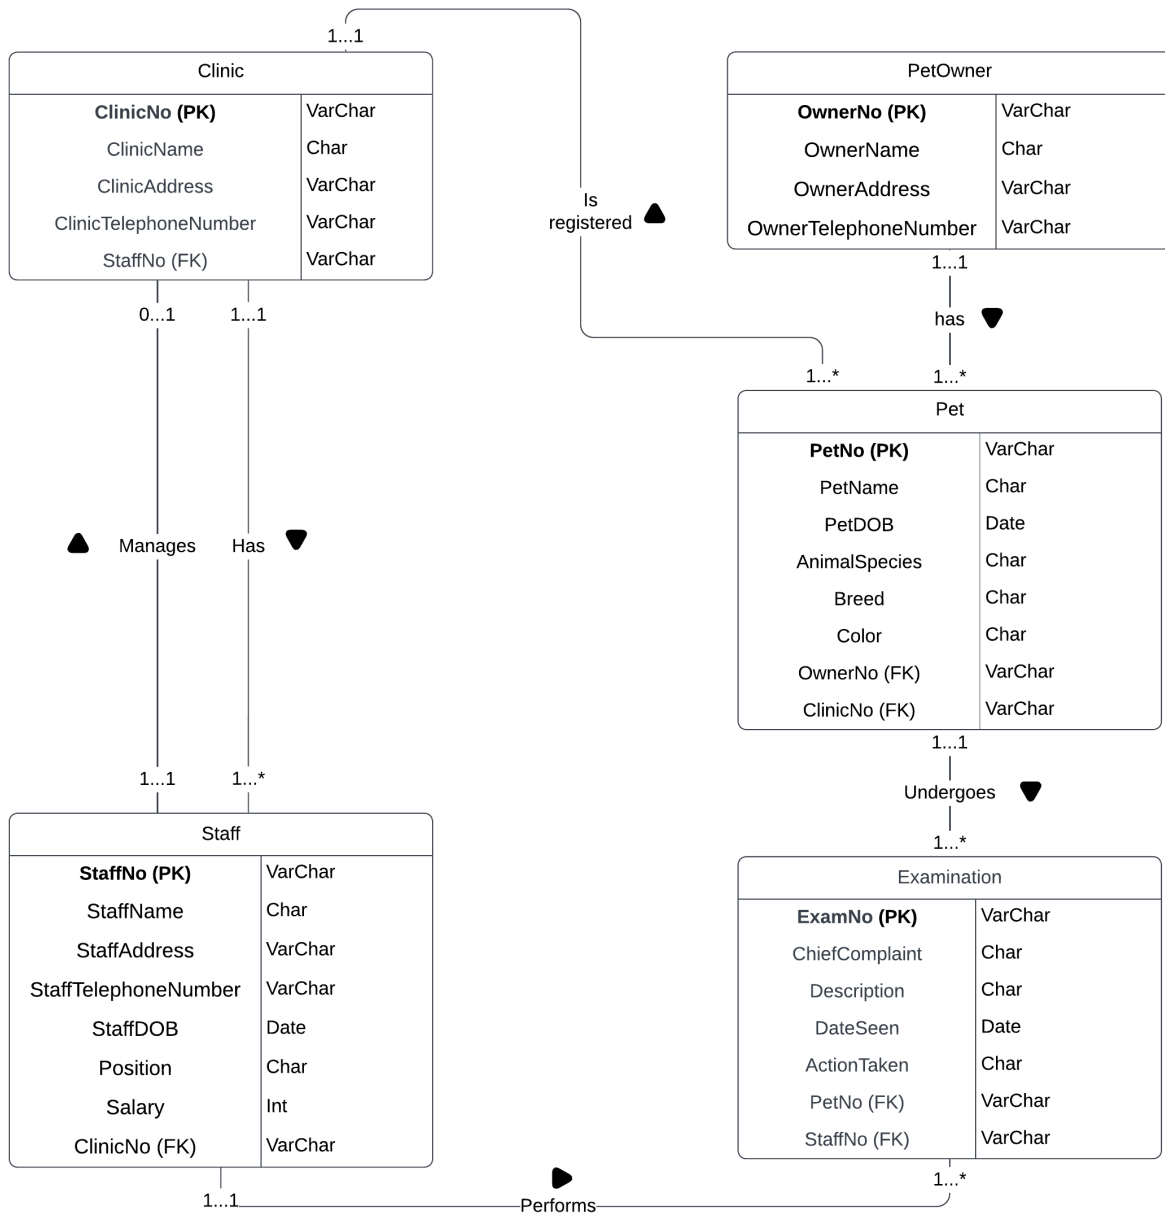 1...1
Clinic
ClinicNo (PK) VarChar
ClinicName Char
ClinicAddress VarChar
ClinicTelephoneNumber VarChar
StaffNo (FK) VarChar
PetOwner
OwnerNo (PK) VarChar
OwnerName Char
OwnerAddress VarChar
OwnerTelephoneNumber VarChar
Is
registered
0...1 1...1
1...1
has
1...*
1...*
Manages Has
Pet
PetNo (PK) VarChar
PetName Char
PetDOB Date
AnimalSpecies Char
Breed Char
Color Char
OwnerNo (FK) VarChar
ClinicNo (FK) VarChar
1...1
Undergoes
1...*
1...1 1...*
Staff
StaffNo (PK) VarChar
StaffName Char
StaffAddress VarChar
StaffTelephoneNumber VarChar
StaffDOB Date
Position Char
Salary Int
ClinicNo (FK) VarChar
Examination
ExamNo (PK) VarChar
ChiefComplaint Char
Description Char
DateSeen Date
ActionTaken Char
PetNo (FK) VarChar
StaffNo (FK) VarChar
1...1
Performs
1...*